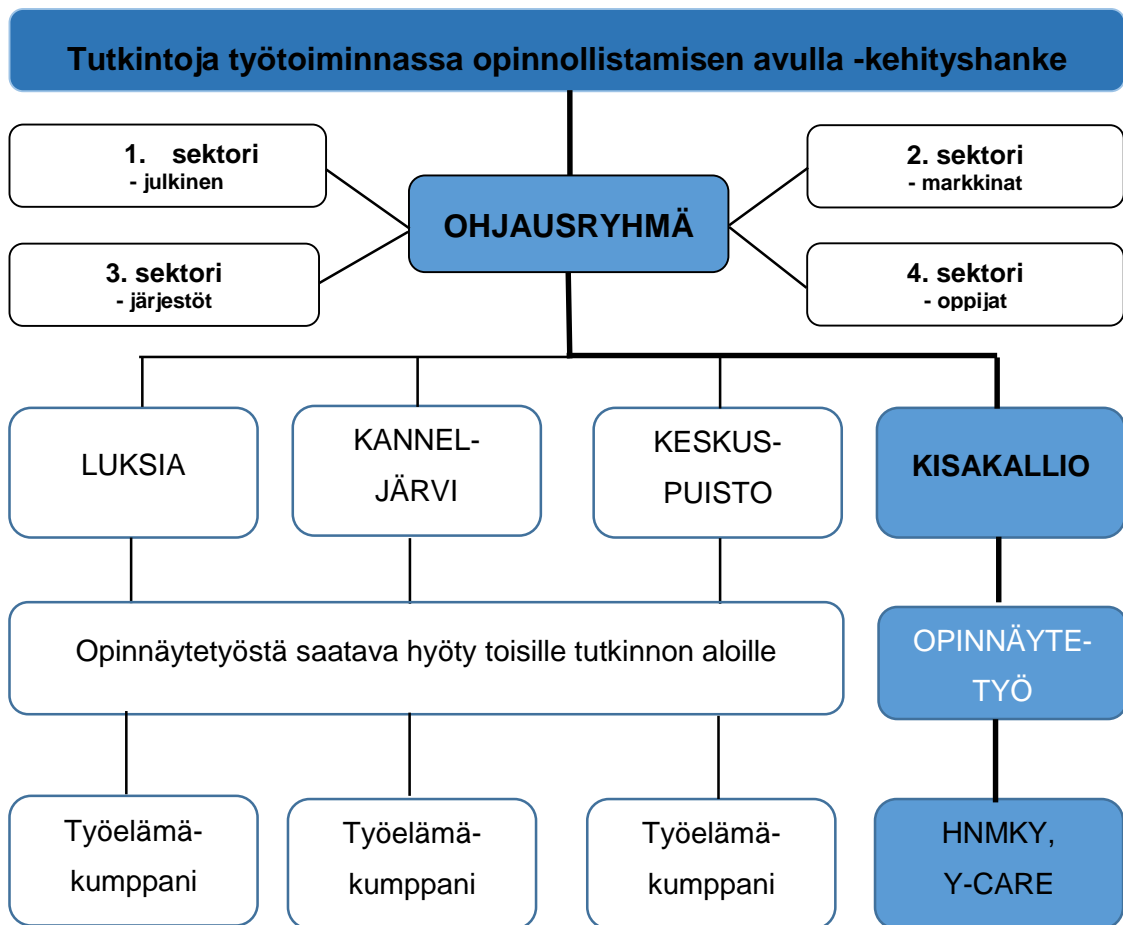 Tutkintoja työtoiminnassa opinnollistamisen avulla -kehityshanke
1. sektori
- julkinen
2. sektori
- markkinat
OHJAUSRYHMÄ
3. sektori
- järjestöt
4. sektori
- oppijat
LUKSIA
KANNEL-
JÄRVI
KESKUS-
PUISTO
KISAKALLIO
Opinnäytetyöstä saatava hyöty toisille tutkinnon aloille
OPINNÄYTE-
TYÖ
Työelämä-
kumppani
Työelämä-
kumppani
Työelämä-
kumppani
HNMKY,
Y-CARE